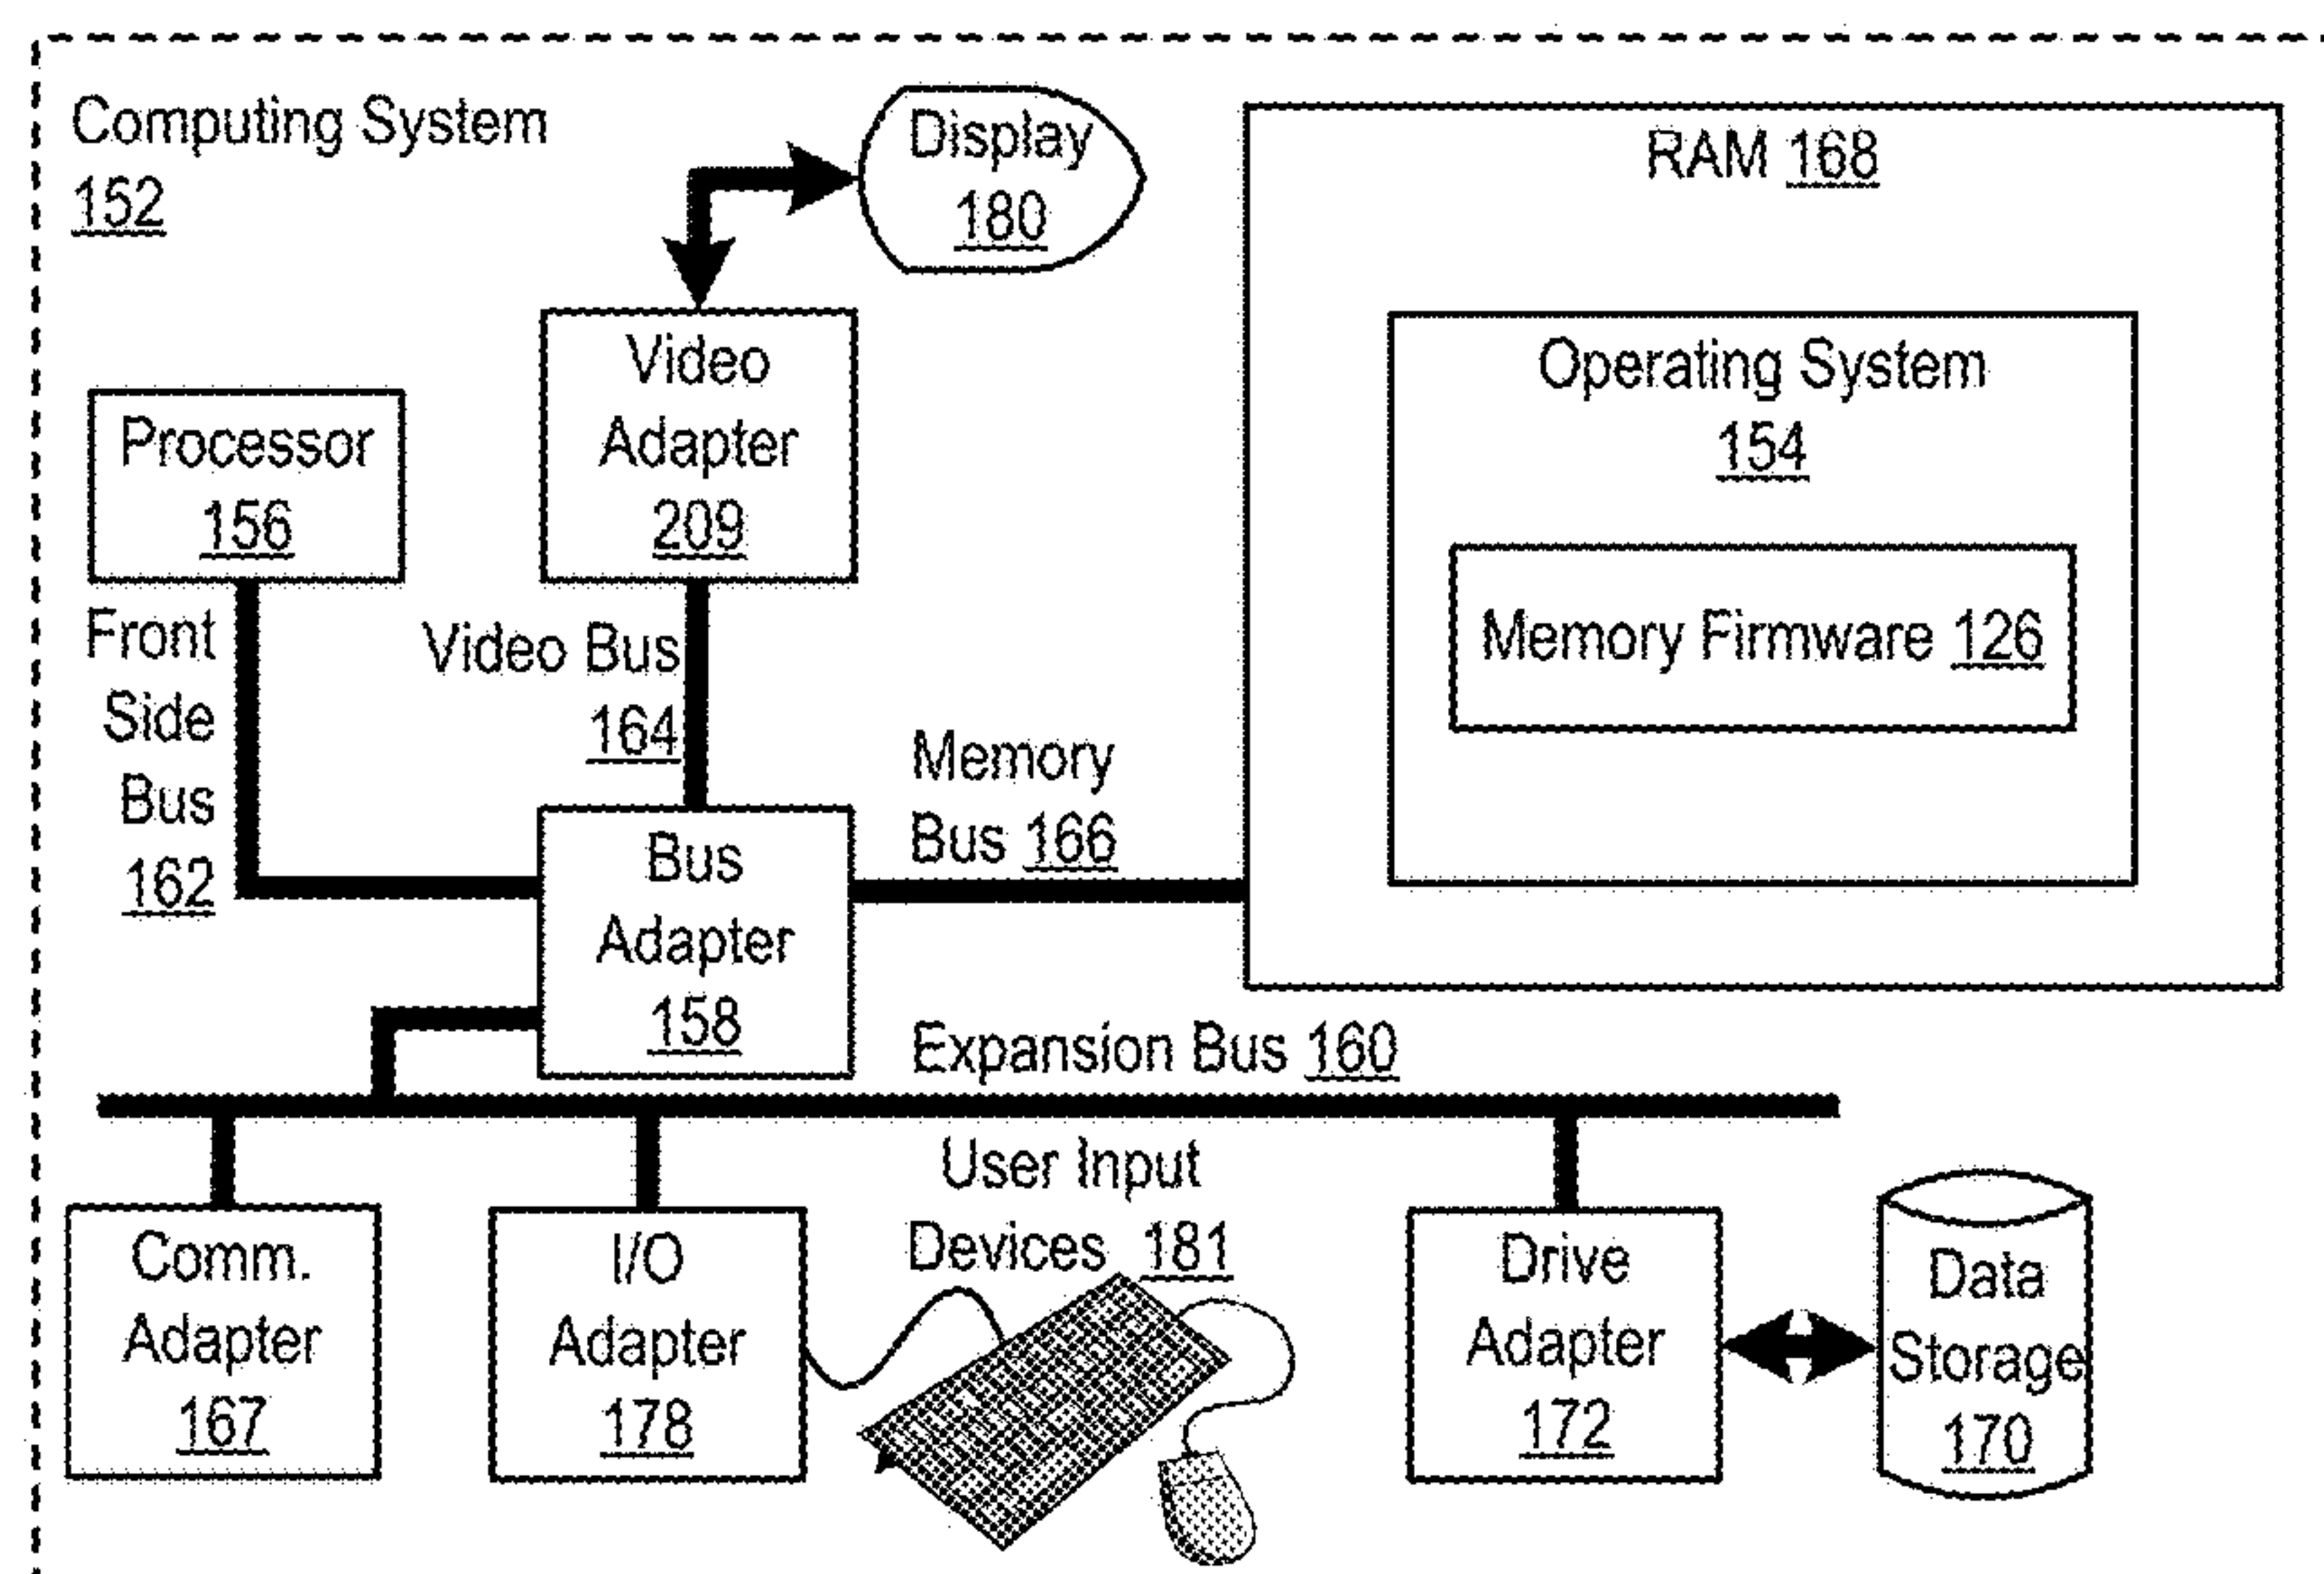 Computing System
152
Display
180
RAM 168
Video
Adapter
209
Operating System
154
Processor
156
Memory Firmware 126
Front
Side
Bus
162
Video Bus
164
Memory
Bus 166
Bus
Adapter
158
Expansion Bus 160
User Input
Devices 181
Comm.
Adapter
167
I/O
Adapter
178
Drive
Adapter
172
Data
Storage
170